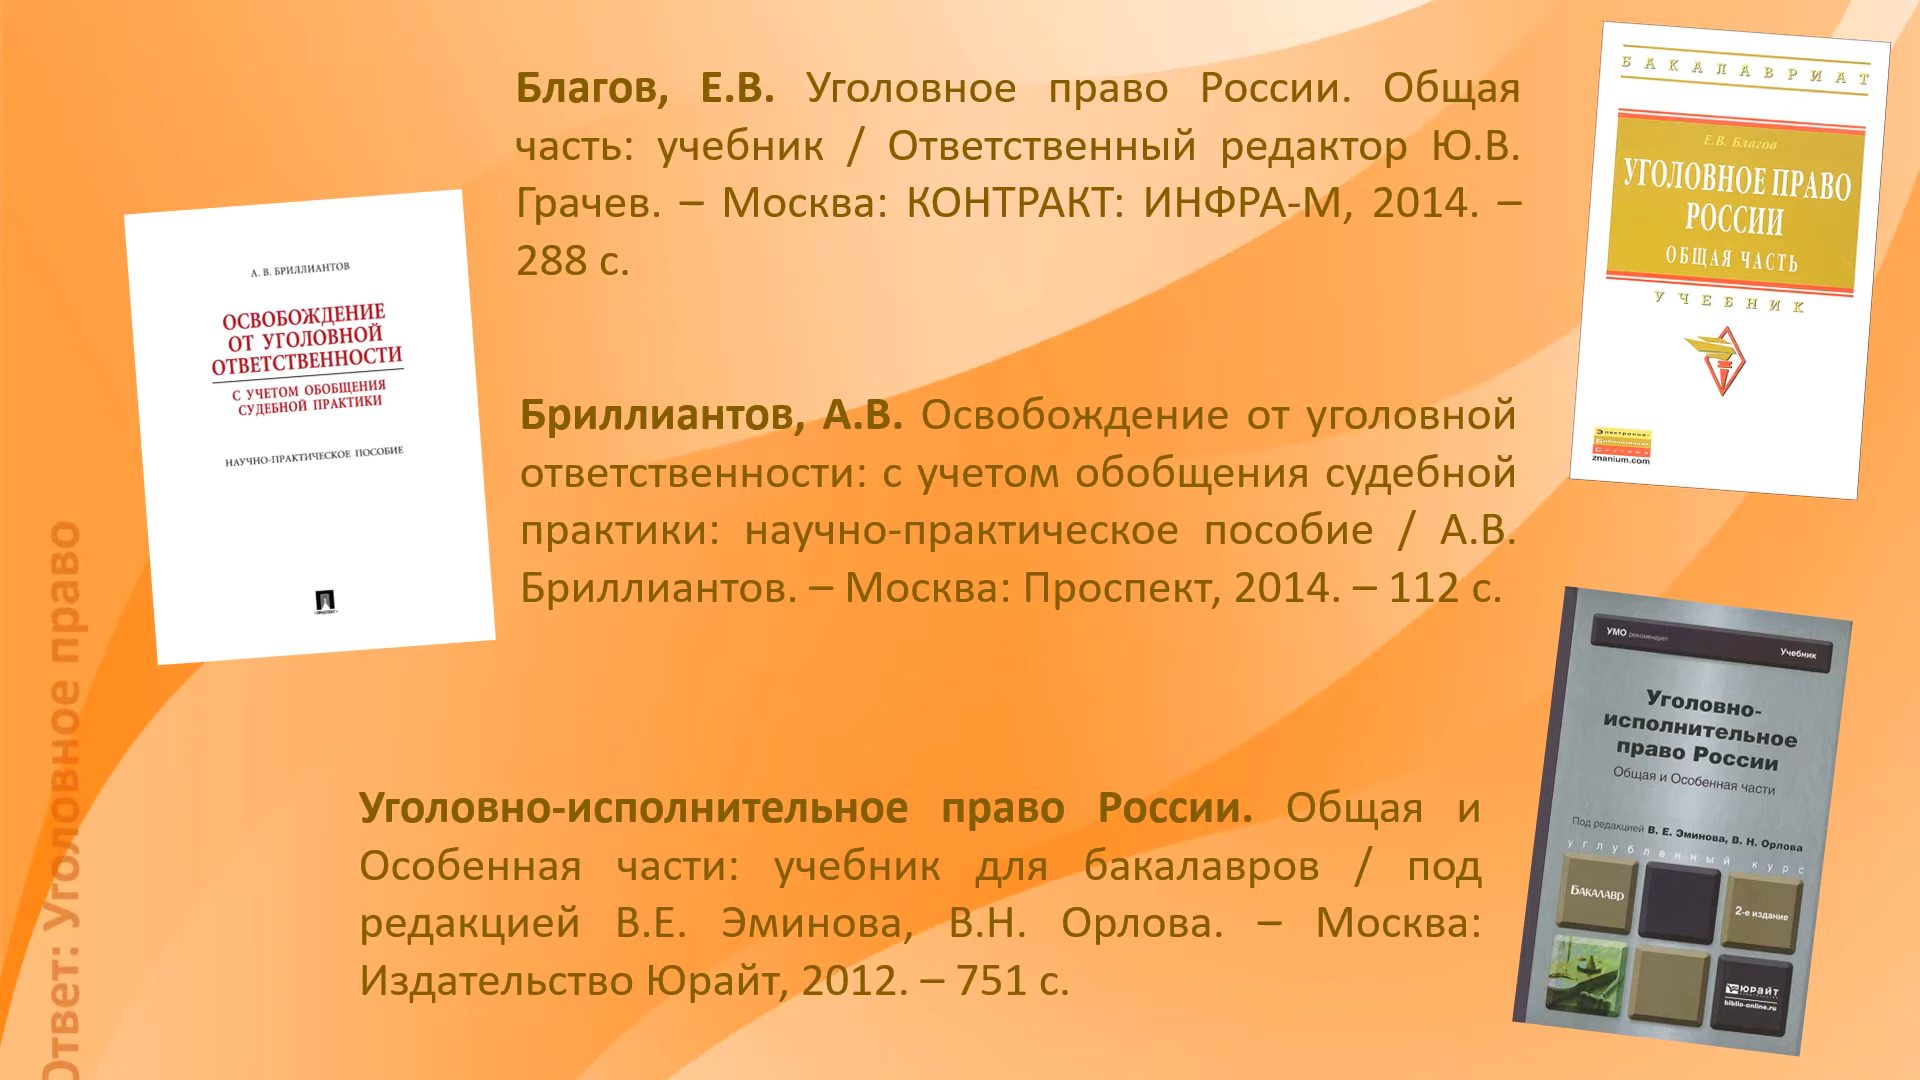 Благов, Е.В. Уголовное право России. Общая
часть: учебник / Ответственный редактор Ю.В.
Грачев. – Москва: КОНТРАКТ: ИНФРА-М, 2014. –
288 с.
БАКАЛАВРИАТ
Е.В. Благов
УГОЛОВНОЕ ПРАВО
РОССИИ
ОБЩАЯ ЧАСТЬ
УЧЕБНИК
Электронно-
Библиотечная
Система
znanium.com
А. В. БРИЛЛИАНТОВ
ОСВОБОЖДЕНИЕ
ОТ УГОЛОВНОЙ
ОТВЕТСТВЕННОСТИ
С УЧЕТОМ ОБОБЩЕНИЯ
СУДЕБНОЙ ПРАКТИКИ
НАУЧНО-ПРАКТИЧЕСКОЕ ПОСОБИЕ
•ПРОСПЕКТ•
Бриллиантов, А.В. Освобождение от уголовной
ответственности: с учетом обобщения судебной
практики: научно-практическое пособие / А.В.
Бриллиантов. – Москва: Проспект, 2014. – 112 с.
Уголовно-исполнительное право России. Общая и
Особенная части: учебник для бакалавров / под
редакцией В.Е. Эминова, В.Н. Орлова. – Москва:
Издательство Юрайт, 2012. – 751 с.
УМО рекомендует
Учебник
Уголовно-
исполнительное
право России
Общая и Особенная части
Под редакцией В. Е. Эминова, В. Н. Орлова
углубленный курс
БАКАЛАВР
2-е издание
ЮРАЙТ
biblio-online.ru
Ответ: Уголовное право